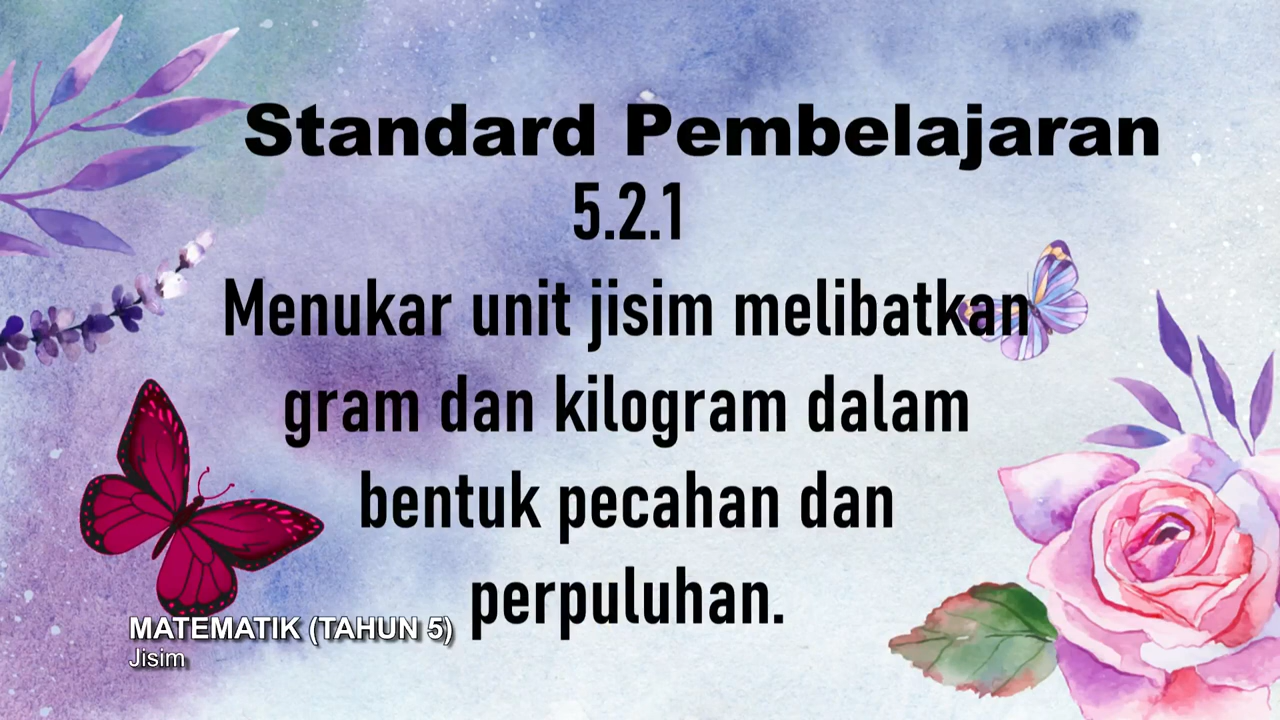 Standard Pembelajaran
5.2.1
Menukar unit jisim melibatkan
gram dan kilogram dalam
bentuk pecahan dan
perpuluhan.
MATEMATIK (TAHUN 5)
Jisim